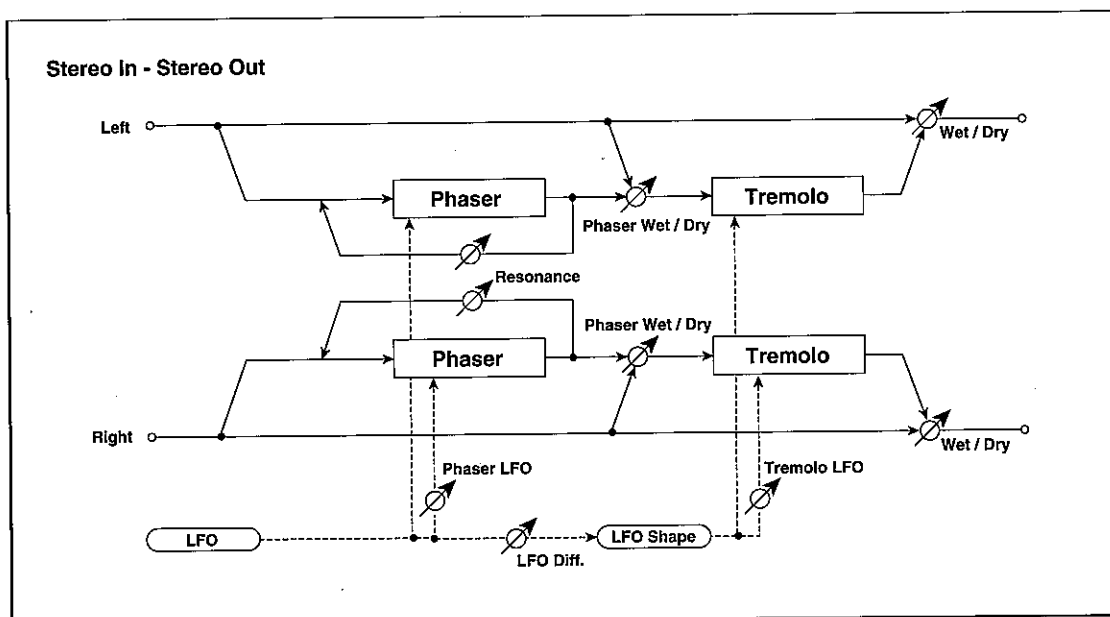 Stereo In - Stereo Out
Left
Wet / Dry
Phaser
Tremolo
Phaser Wet / Dry
Resonance
Phaser Wet / Dry
Phaser
Tremolo
Right
Wet / Dry
Phaser LFO
Tremolo LFO
LFO
LFO Shape
LFO Diff.